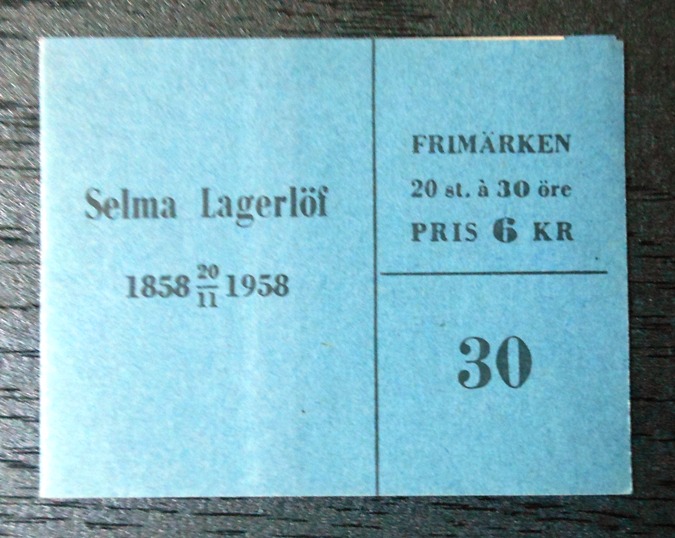 Selma Lagerlöf
1858 20/11 1958
FRIMÄRKEN
20 st. à 30 öre
PRIS 6 KR
30